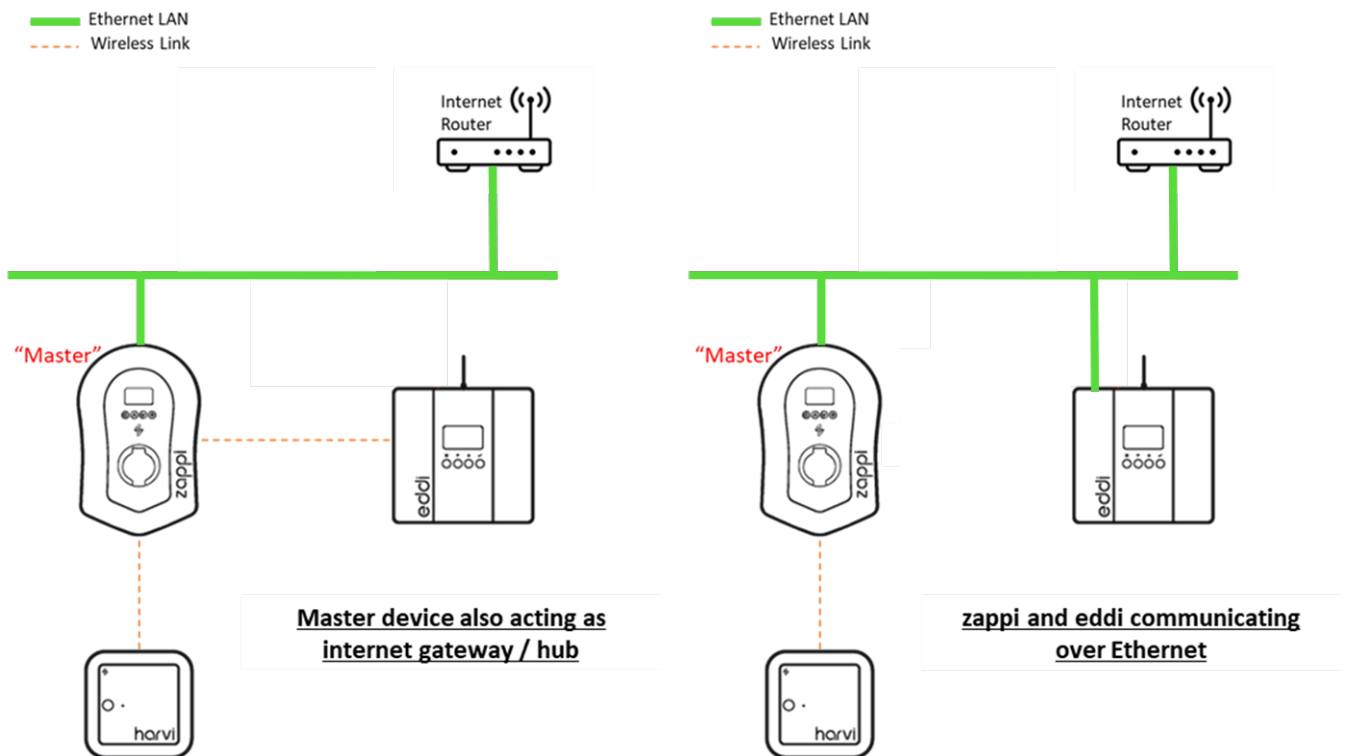 Ethernet LAN
Wireless Link
Internet
Router
"Master"
zappi
eddi
Master device also acting as
internet gateway / hub
harvi
Ethernet LAN
Wireless Link
Internet
Router
"Master"
zappi
eddi
zappi and eddi communicating
over Ethernet
harvi